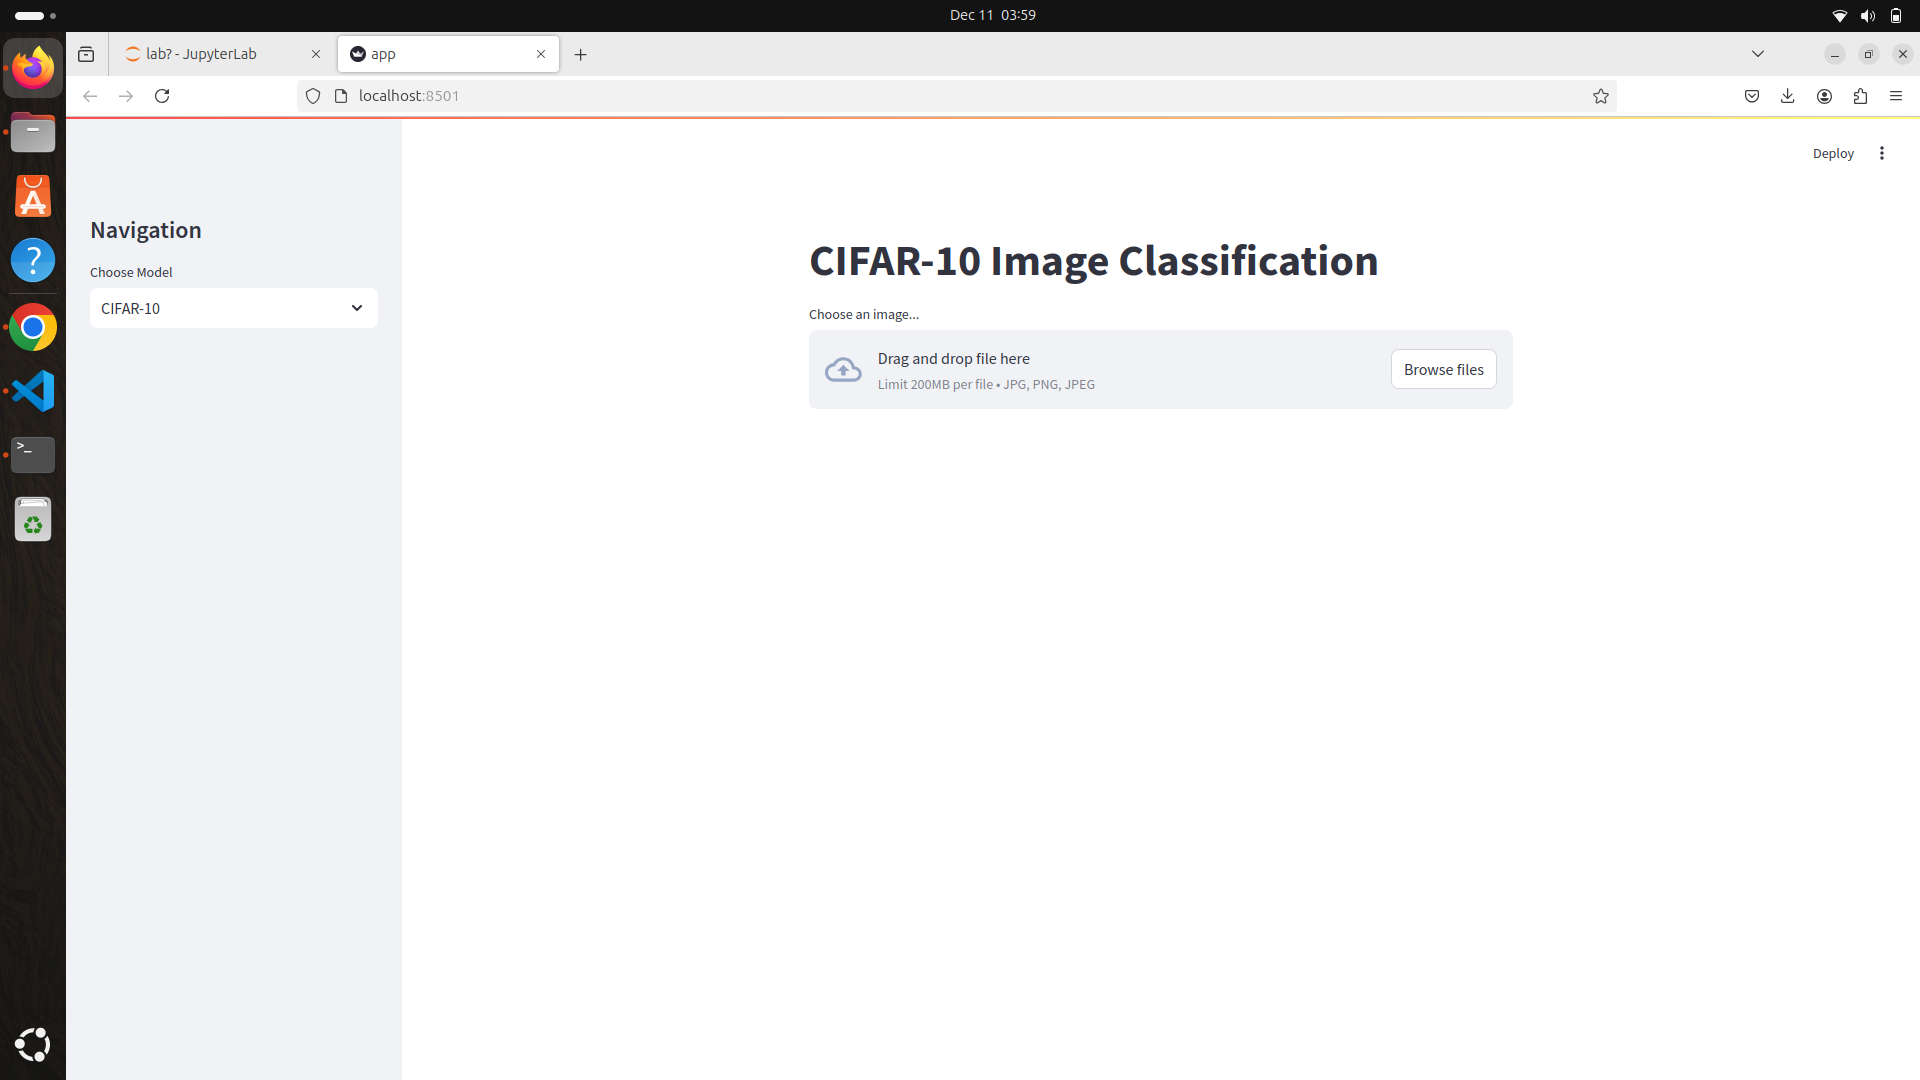 Dec 11 03:59
lab? - JupyterLab
app
localhost:8501
Deploy
Navigation
Choose Model
CIFAR-10
CIFAR-10 Image Classification
Choose an image...
Drag and drop file here
Limit 200MB per file • JPG, PNG, JPEG
Browse files